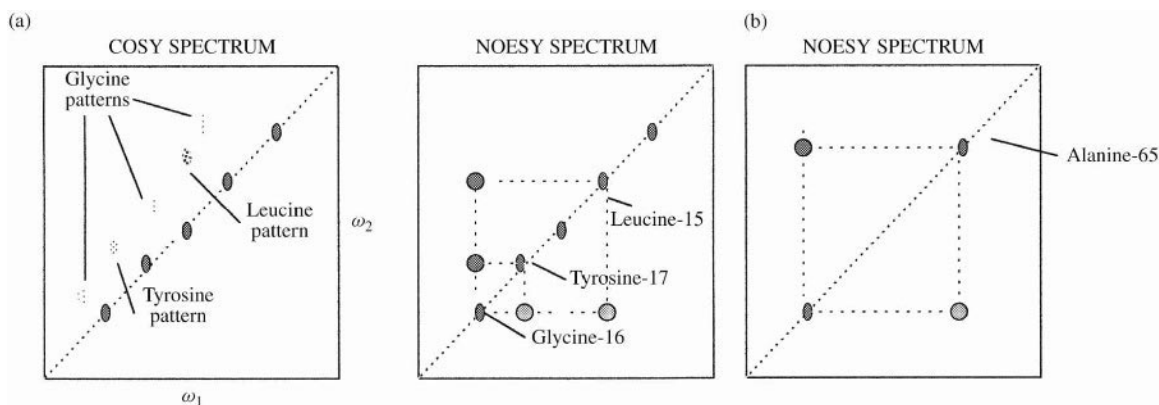 (a)
COSY SPECTRUM
Glycine
patterns
Leucine
pattern
Tyrosine
pattern
ω1
ω2
NOESY SPECTRUM
Leucine-15
Tyrosine-17
Glycine-16
(b)
NOESY SPECTRUM
Alanine-65